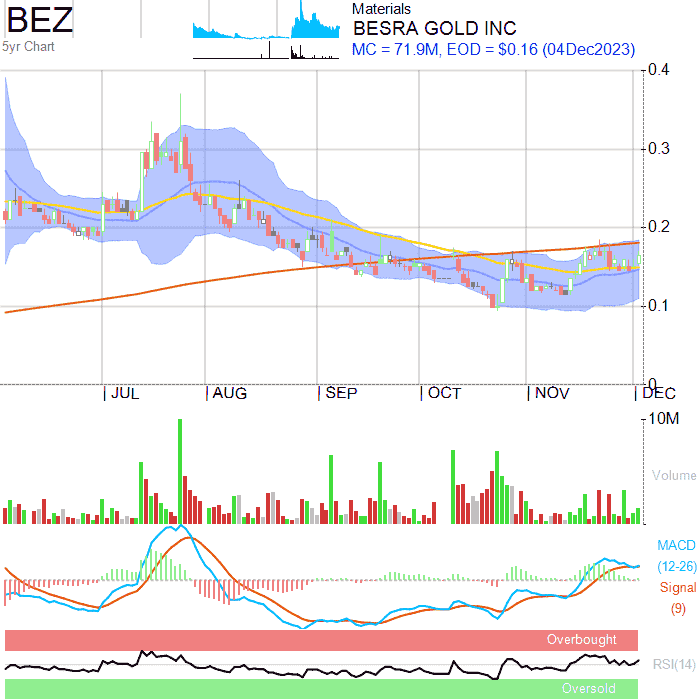 BEZ
5yr Chart
Materials
BESRA GOLD INC
MC = 71.9M, EOD = $0.16 (04Dec2023)
0.4
0.3
0.2
0.1
0
JUL AUG SEP OCT NOV DEC
10M
Volume
MACD
(12-26)
Signal
(9)
Overbought
RSI(14)
Oversold